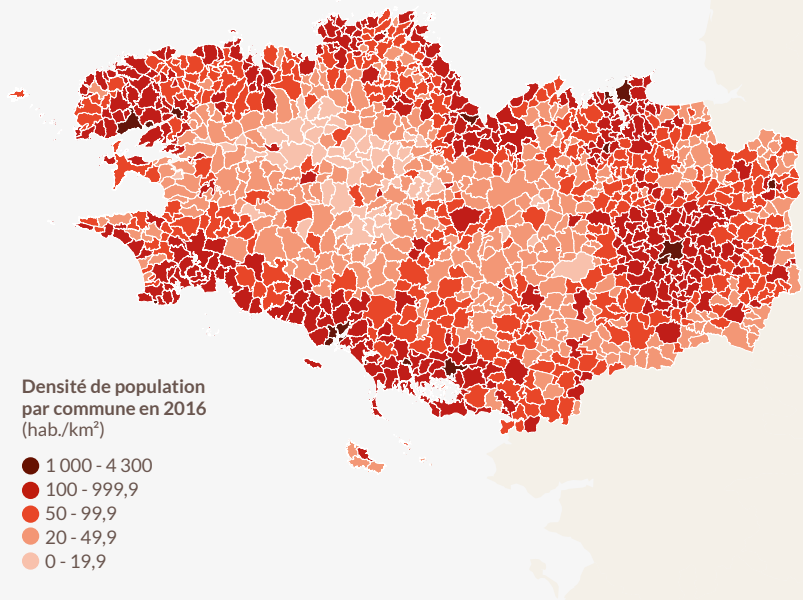 Densité de population
par commune en 2016
(hab./km²)
1 000 - 4 300
100 - 999,9
50 - 99,9
20 - 49,9
0 - 19,9